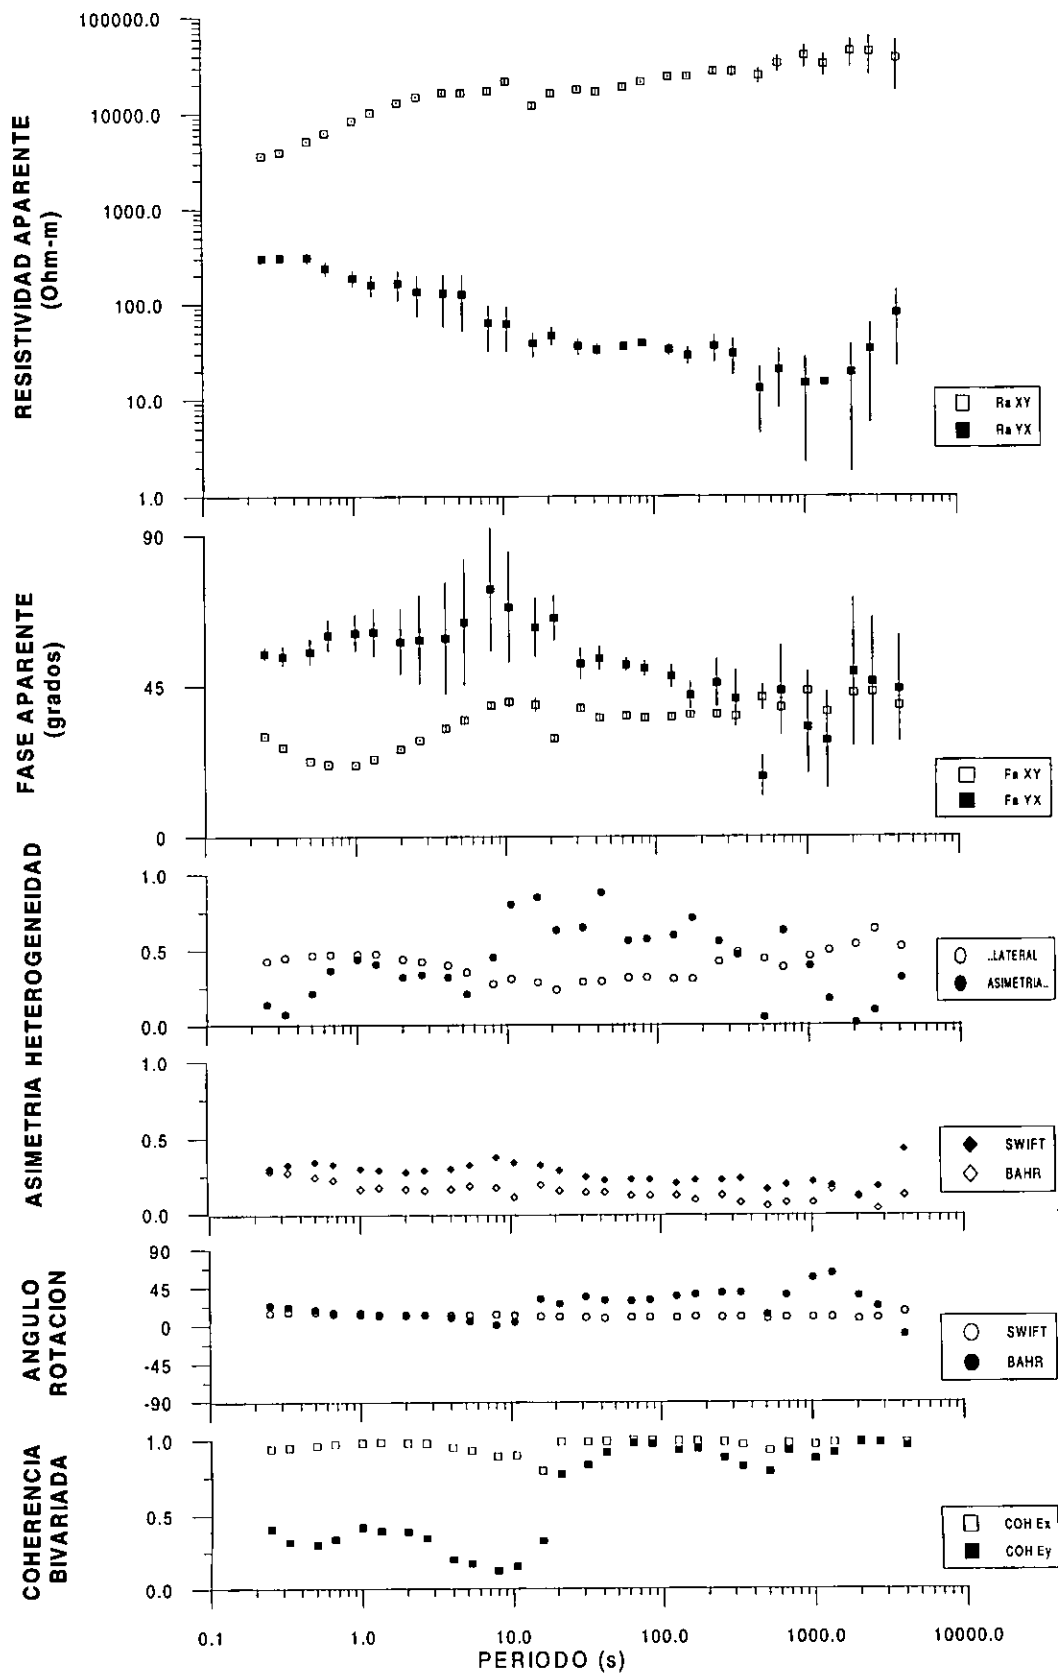 RESISTIVIDAD APARENTE
(Ohm-m)
100000.0
10000.0
1000.0
100.0
10.0
1.0
Ra XY
Ra YX
FASE APARENTE
(grados)
90
45
0
Fa XY
Fa YX
ASIMETRIA HETEROGENEIDAD
1.0
0.5
0.0
..LATERAL
ASIMETRIA..
1.0
0.5
0.0
SWIFT
BAHR
ANGULO
ROTACION
90
45
0
-45
-90
SWIFT
BAHR
COHERENCIA
BIVARIADA
1.0
0.5
0.0
COH Ex
COH Ey
0.1
1.0
10.0
100.0
1000.0
10000.0
PERIODO (s)